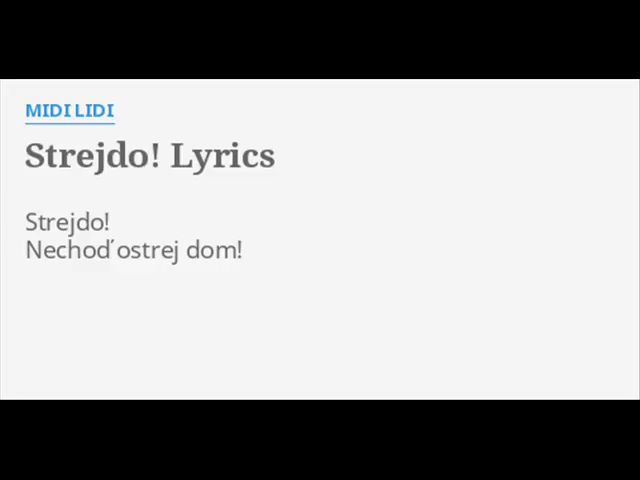 MIDI LIDI
Strejdo! Lyrics
Strejdo!
Nechoď ostrej dom!